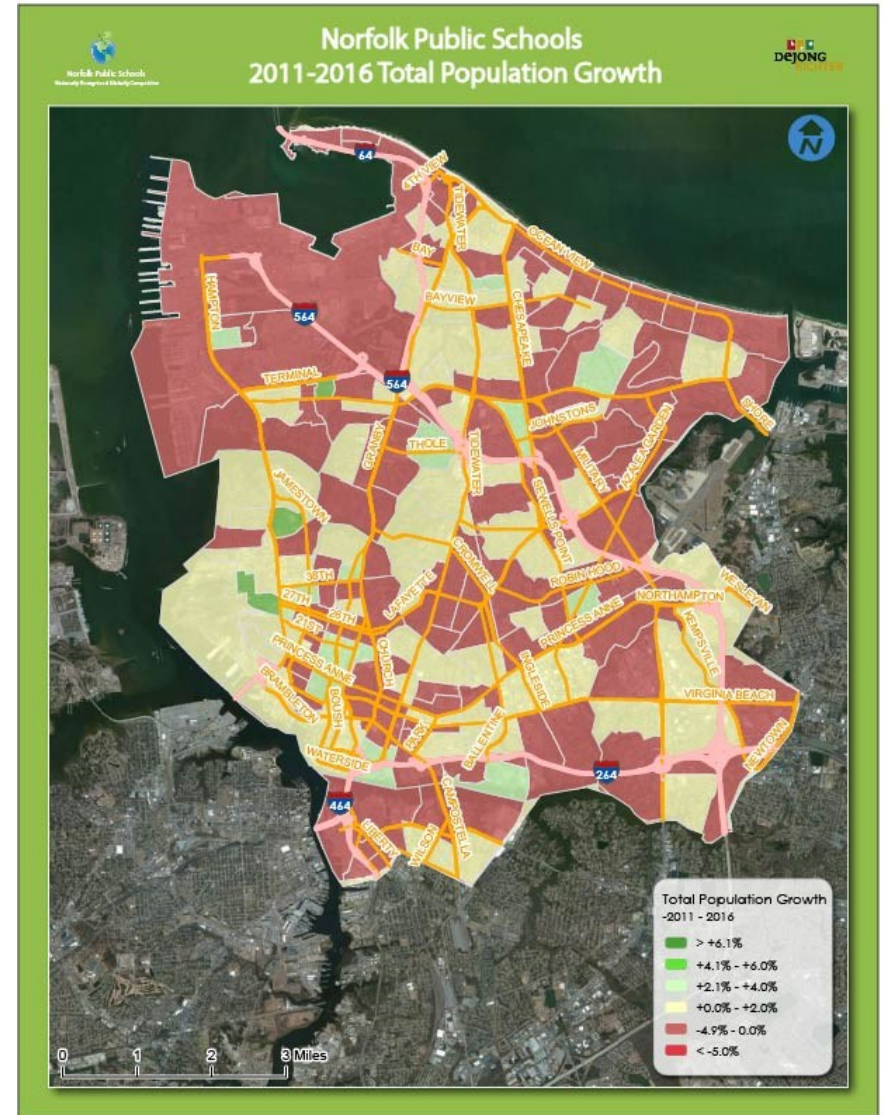 Norfolk Public Schools
2011-2016 Total Population Growth
Norfolk Public Schools
DEJONG
RICHTER
N
64
4TH VIEW
TIDEWATER
OCEAN VIEW
BAY
HAMPTON
BAYVIEW
CHESAPEAKE
564
TERMINAL
564
SHORE
JOHNSTONS
GRANBY
THOLE
TIDEWATER
MILITARY
AZALEA GARDEN
JAMESTOWN
SEWELLS POINT
CROMWELL
38TH
ROBIN HOOD
WESLEYAN
27TH
26TH
LAFAYETTE
NORTHAMPTON
21ST
PRINCESS ANNE
KEMPSVILLE
PRINCESS ANNE
CHURCH
INGLESIDE
BRAMBLETON
BOUSH
VIRGINIA BEACH
PARK
BALLENTINE
NEWTOWN
WATERSIDE
264
464
CAMPOSTELLA
LIBERTY
WILSON
Total Population Growth
-2011 - 2016
> +6.1%
+4.1% - +6.0%
+2.1% - +4.0%
+0.0% - +2.0%
-4.9% - 0.0%
< -5.0%
0 1 2 3 Miles